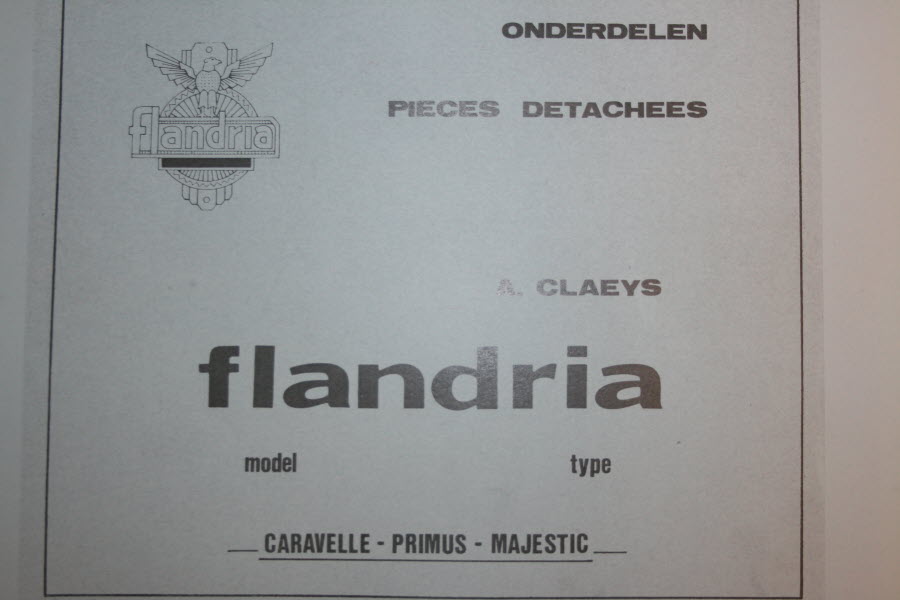 ONDERDELEN
flandria
PIECES DETACHEES
A. CLAEYS
flandria
model type
CARAVELLE - PRIMUS - MAJESTIC